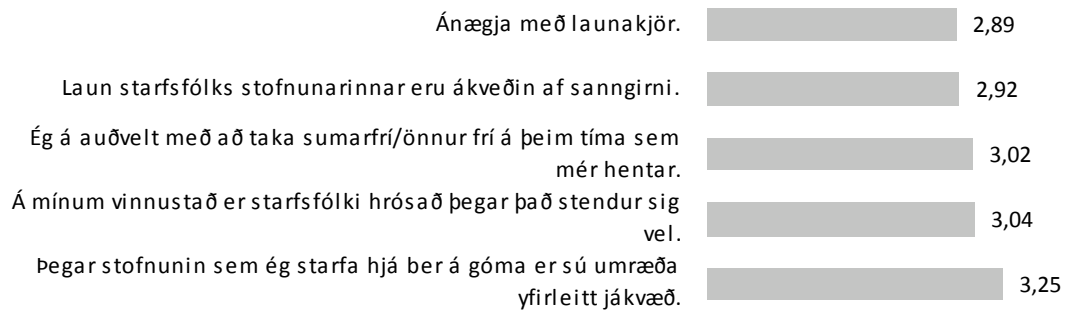 Ánægja með launakjör.
2,89
Laun starfsfólks stofnunarinnar eru ákveðin af sanngirni.
2,92
Ég á auðvelt með að taka sumarfrí/önnur frí á þeim tíma sem
mér hentar.
3,02
Á mínum vinnustað er starfsfólki hrósað þegar það stendur sig
vel.
3,04
Þegar stofnunin sem ég starfa hjá ber á góma er sú umræða
yfirleitt jákvæð.
3,25